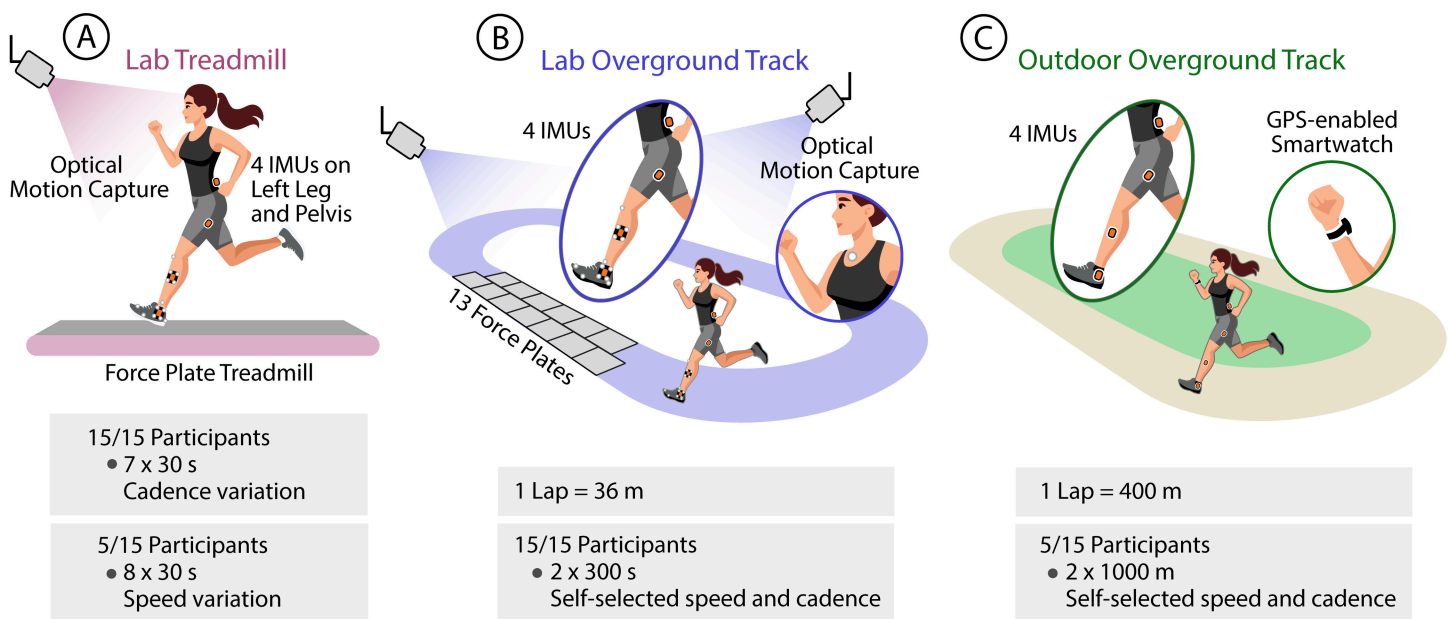 A
Lab Treadmill
Optical
Motion Capture
4 IMUs on
Left Leg
and Pelvis
Force Plate Treadmill
15/15 Participants
• 7 x 30 s
Cadence variation
5/15 Participants
• 8 x 30 s
Speed variation
B
Lab Overground Track
4 IMUs
Optical
Motion Capture
13 Force Plates
1 Lap = 36 m
15/15 Participants
• 2 x 300 s
Self-selected speed and cadence
C
Outdoor Overground Track
4 IMUs
GPS-enabled
Smartwatch
1 Lap = 400 m
5/15 Participants
• 2 x 1000 m
Self-selected speed and cadence